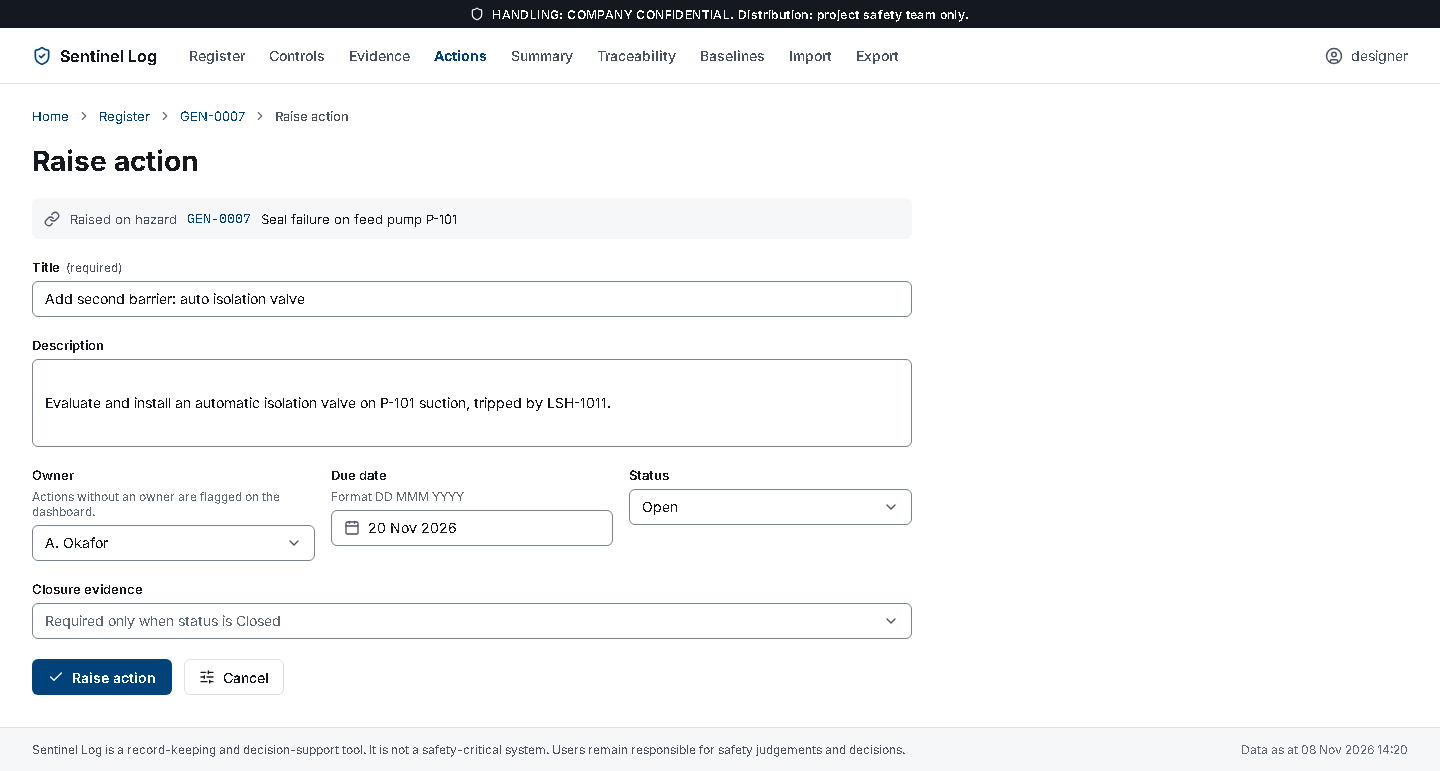 HANDLING: COMPANY CONFIDENTIAL. Distribution: project safety team only.
Sentinel Log Register Controls Evidence Actions Summary Traceability Baselines Import Export designer
Home > Register > GEN-0007 > Raise action
Raise action
Raised on hazard GEN-0007 Seal failure on feed pump P-101
Title (required)
Add second barrier: auto isolation valve
Description
Evaluate and install an automatic isolation valve on P-101 suction, tripped by LSH-1011.
Owner
Actions without an owner are flagged on the
dashboard.
A. Okafor
Due date
Format DD MMM YYYY
20 Nov 2026
Status
Open
Closure evidence
Required only when status is Closed
Raise action Cancel
Sentinel Log is a record-keeping and decision-support tool. It is not a safety-critical system. Users remain responsible for safety judgements and decisions. Data as at 08 Nov 2026 14:20